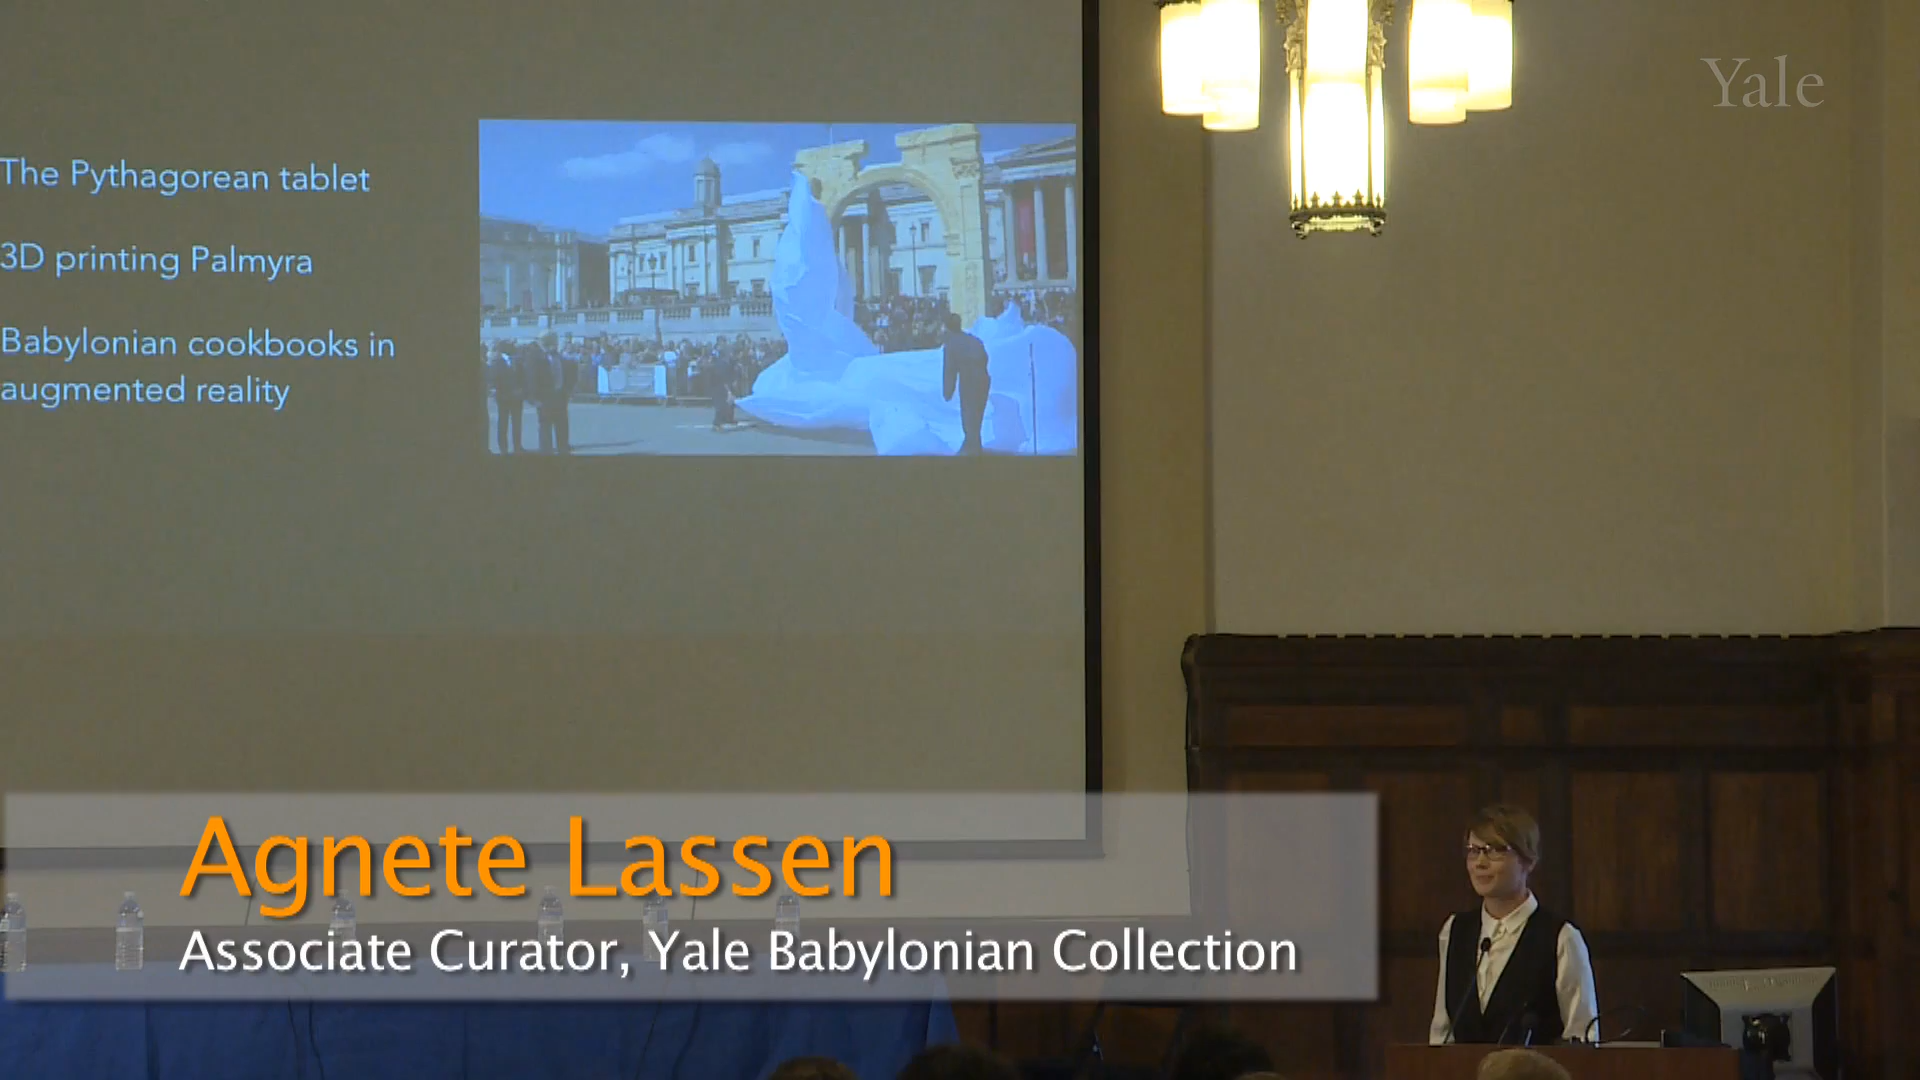 Yale
The Pythagorean tablet
3D printing Palmyra
Babylonian cookbooks in
augmented reality
Agnete Lassen
Associate Curator, Yale Babylonian Collection